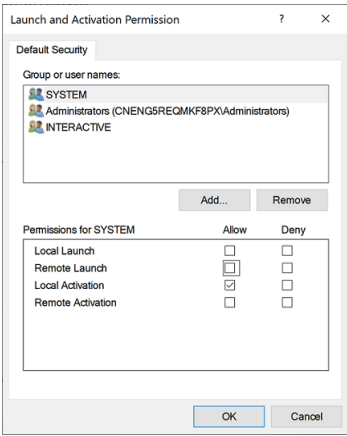 Launch and Activation Permission ? ×
Default Security
Group or user names:
SYSTEM
Administrators (CNENG5REQMKF8PX\Administrators)
INTERACTIVE
Add... Remove
Permissions for SYSTEM Allow Deny
Local Launch
Remote Launch
Local Activation
Remote Activation
OK Cancel